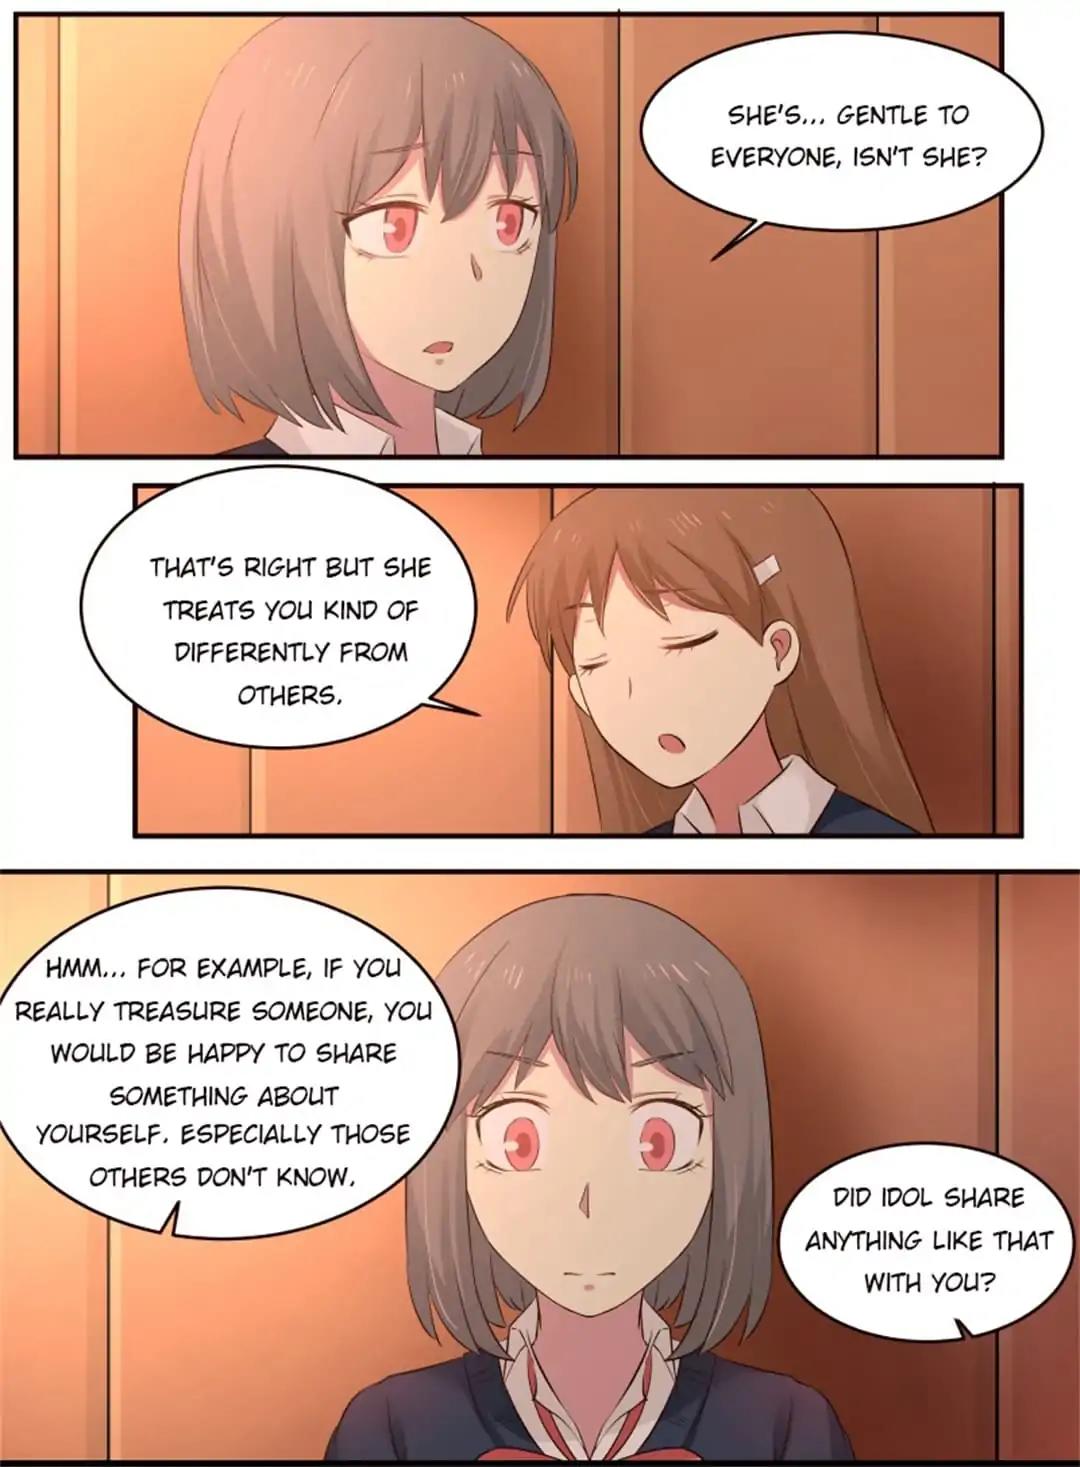 SHE'S... GENTLE TO
EVERYONE, ISN'T SHE?
THAT'S RIGHT BUT SHE
TREATS YOU KIND OF
DIFFERENTLY FROM
OTHERS.
HMM... FOR EXAMPLE, IF YOU
REALLY TREASURE SOMEONE, YOU
WOULD BE HAPPY TO SHARE
SOMETHING ABOUT
YOURSELF. ESPECIALLY THOSE
OTHERS DON'T KNOW.
DID IDOL SHARE
ANYTHING LIKE THAT
WITH YOU?